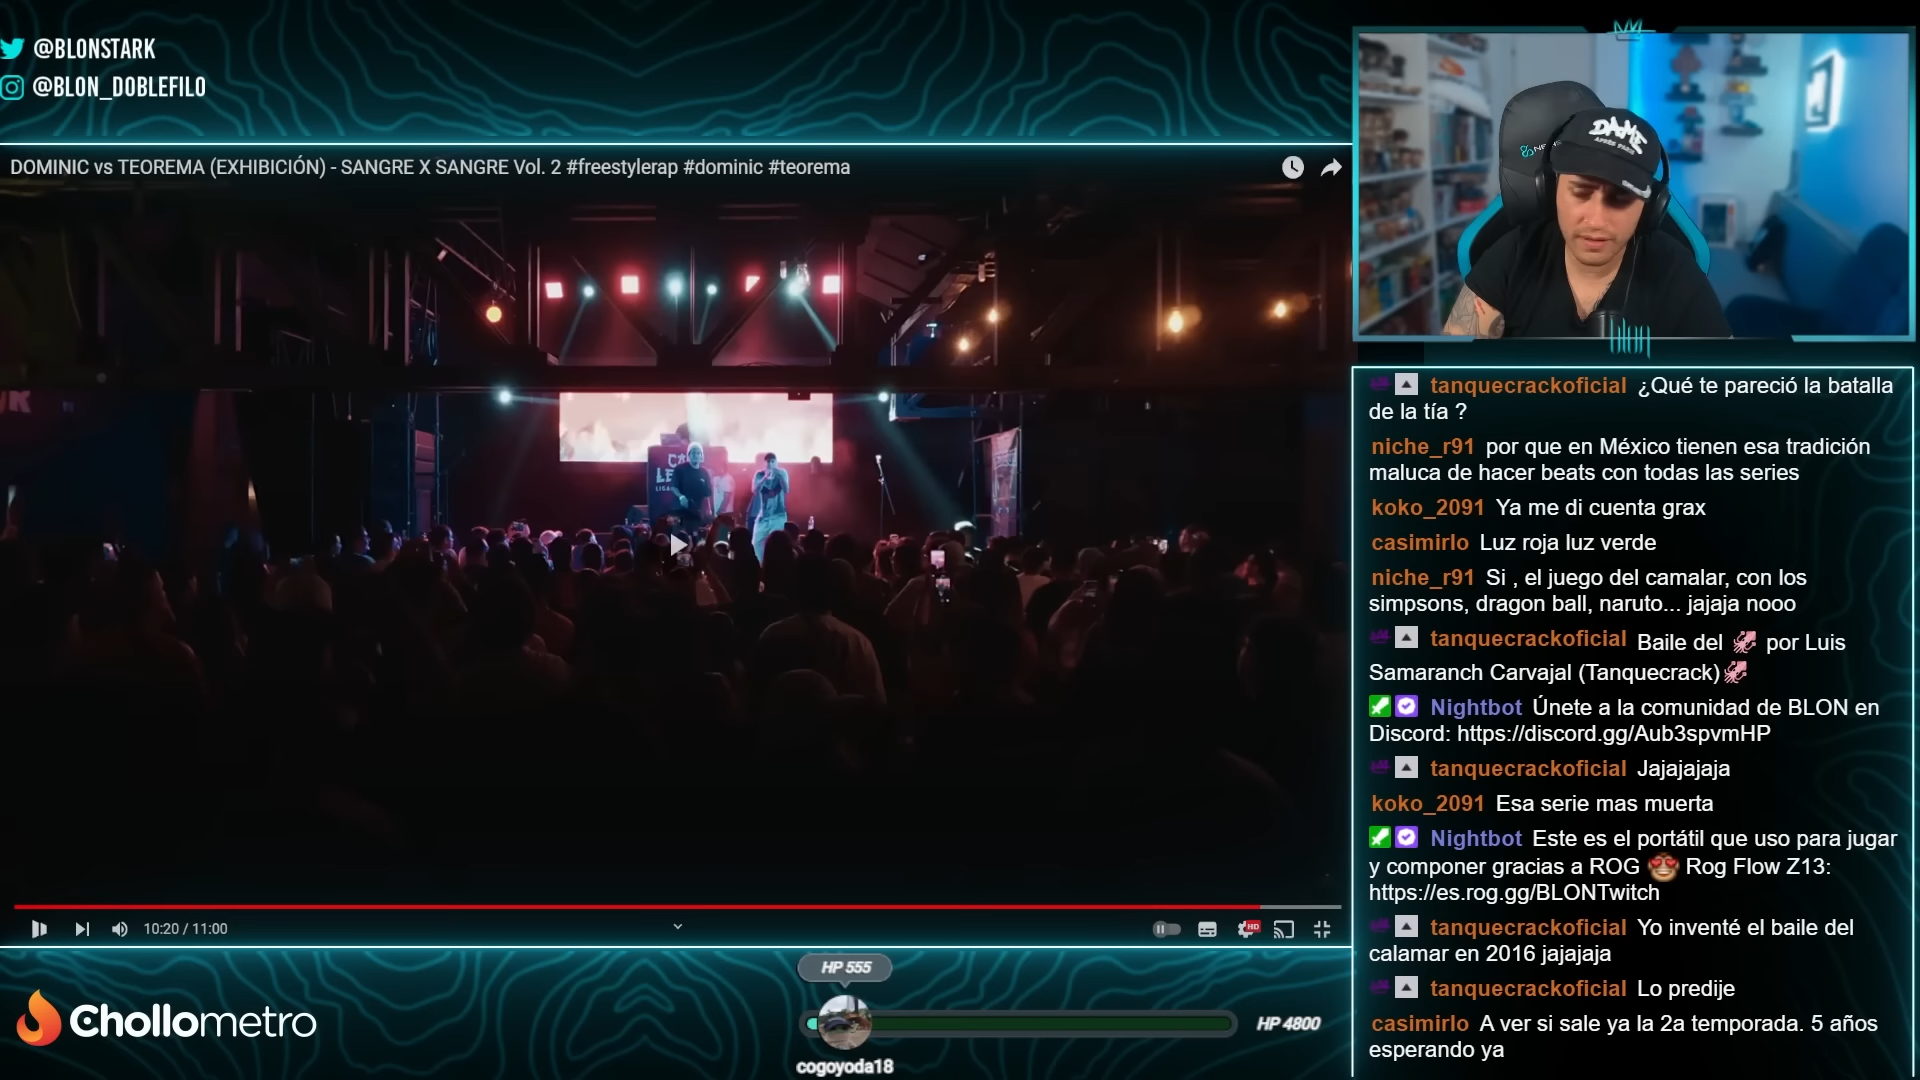 @BLONSTARK
@BLON_DOBLEFILO
DOMINIC vs TEOREMA (EXHIBICIÓN) - SANGRE X SANGRE Vol. 2 #freestylerap #dominic #teorema
10:20 / 11:00
HD
Chollometro
HP 555
HP 4800
cogoyoda18
DAME
tanquecrackoficial ¿Qué te pareció la batalla
de la tía ?
niche_r91 por que en México tienen esa tradición
maluca de hacer beats con todas las series
koko_2091 Ya me di cuenta grax
casimirlo Luz roja luz verde
niche_r91 Si , el juego del camalar, con los
simpsons, dragon ball, naruto... jajaja nooo
tanquecrackoficial Baile del 🦑 por Luis
Samaranch Carvajal (Tanquecrack)🦑
Nightbot Únete a la comunidad de BLON en
Discord: https://discord.gg/Aub3spvmHP
tanquecrackoficial Jajajajaja
koko_2091 Esa serie mas muerta
Nightbot Este es el portátil que uso para jugar
y componer gracias a ROG Rog Flow Z13:
https://es.rog.gg/BLONTwitch
tanquecrackoficial Yo inventé el baile del
calamar en 2016 jajajaja
tanquecrackoficial Lo predije
casimirlo A ver si sale ya la 2a temporada. 5 años
esperando ya